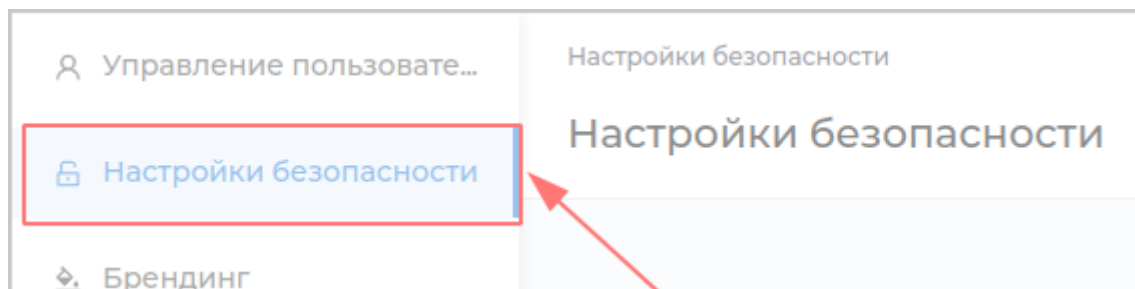 Управление пользовате...
Настройки безопасности
Брендинг
Настройки безопасности
Настройки безопасности